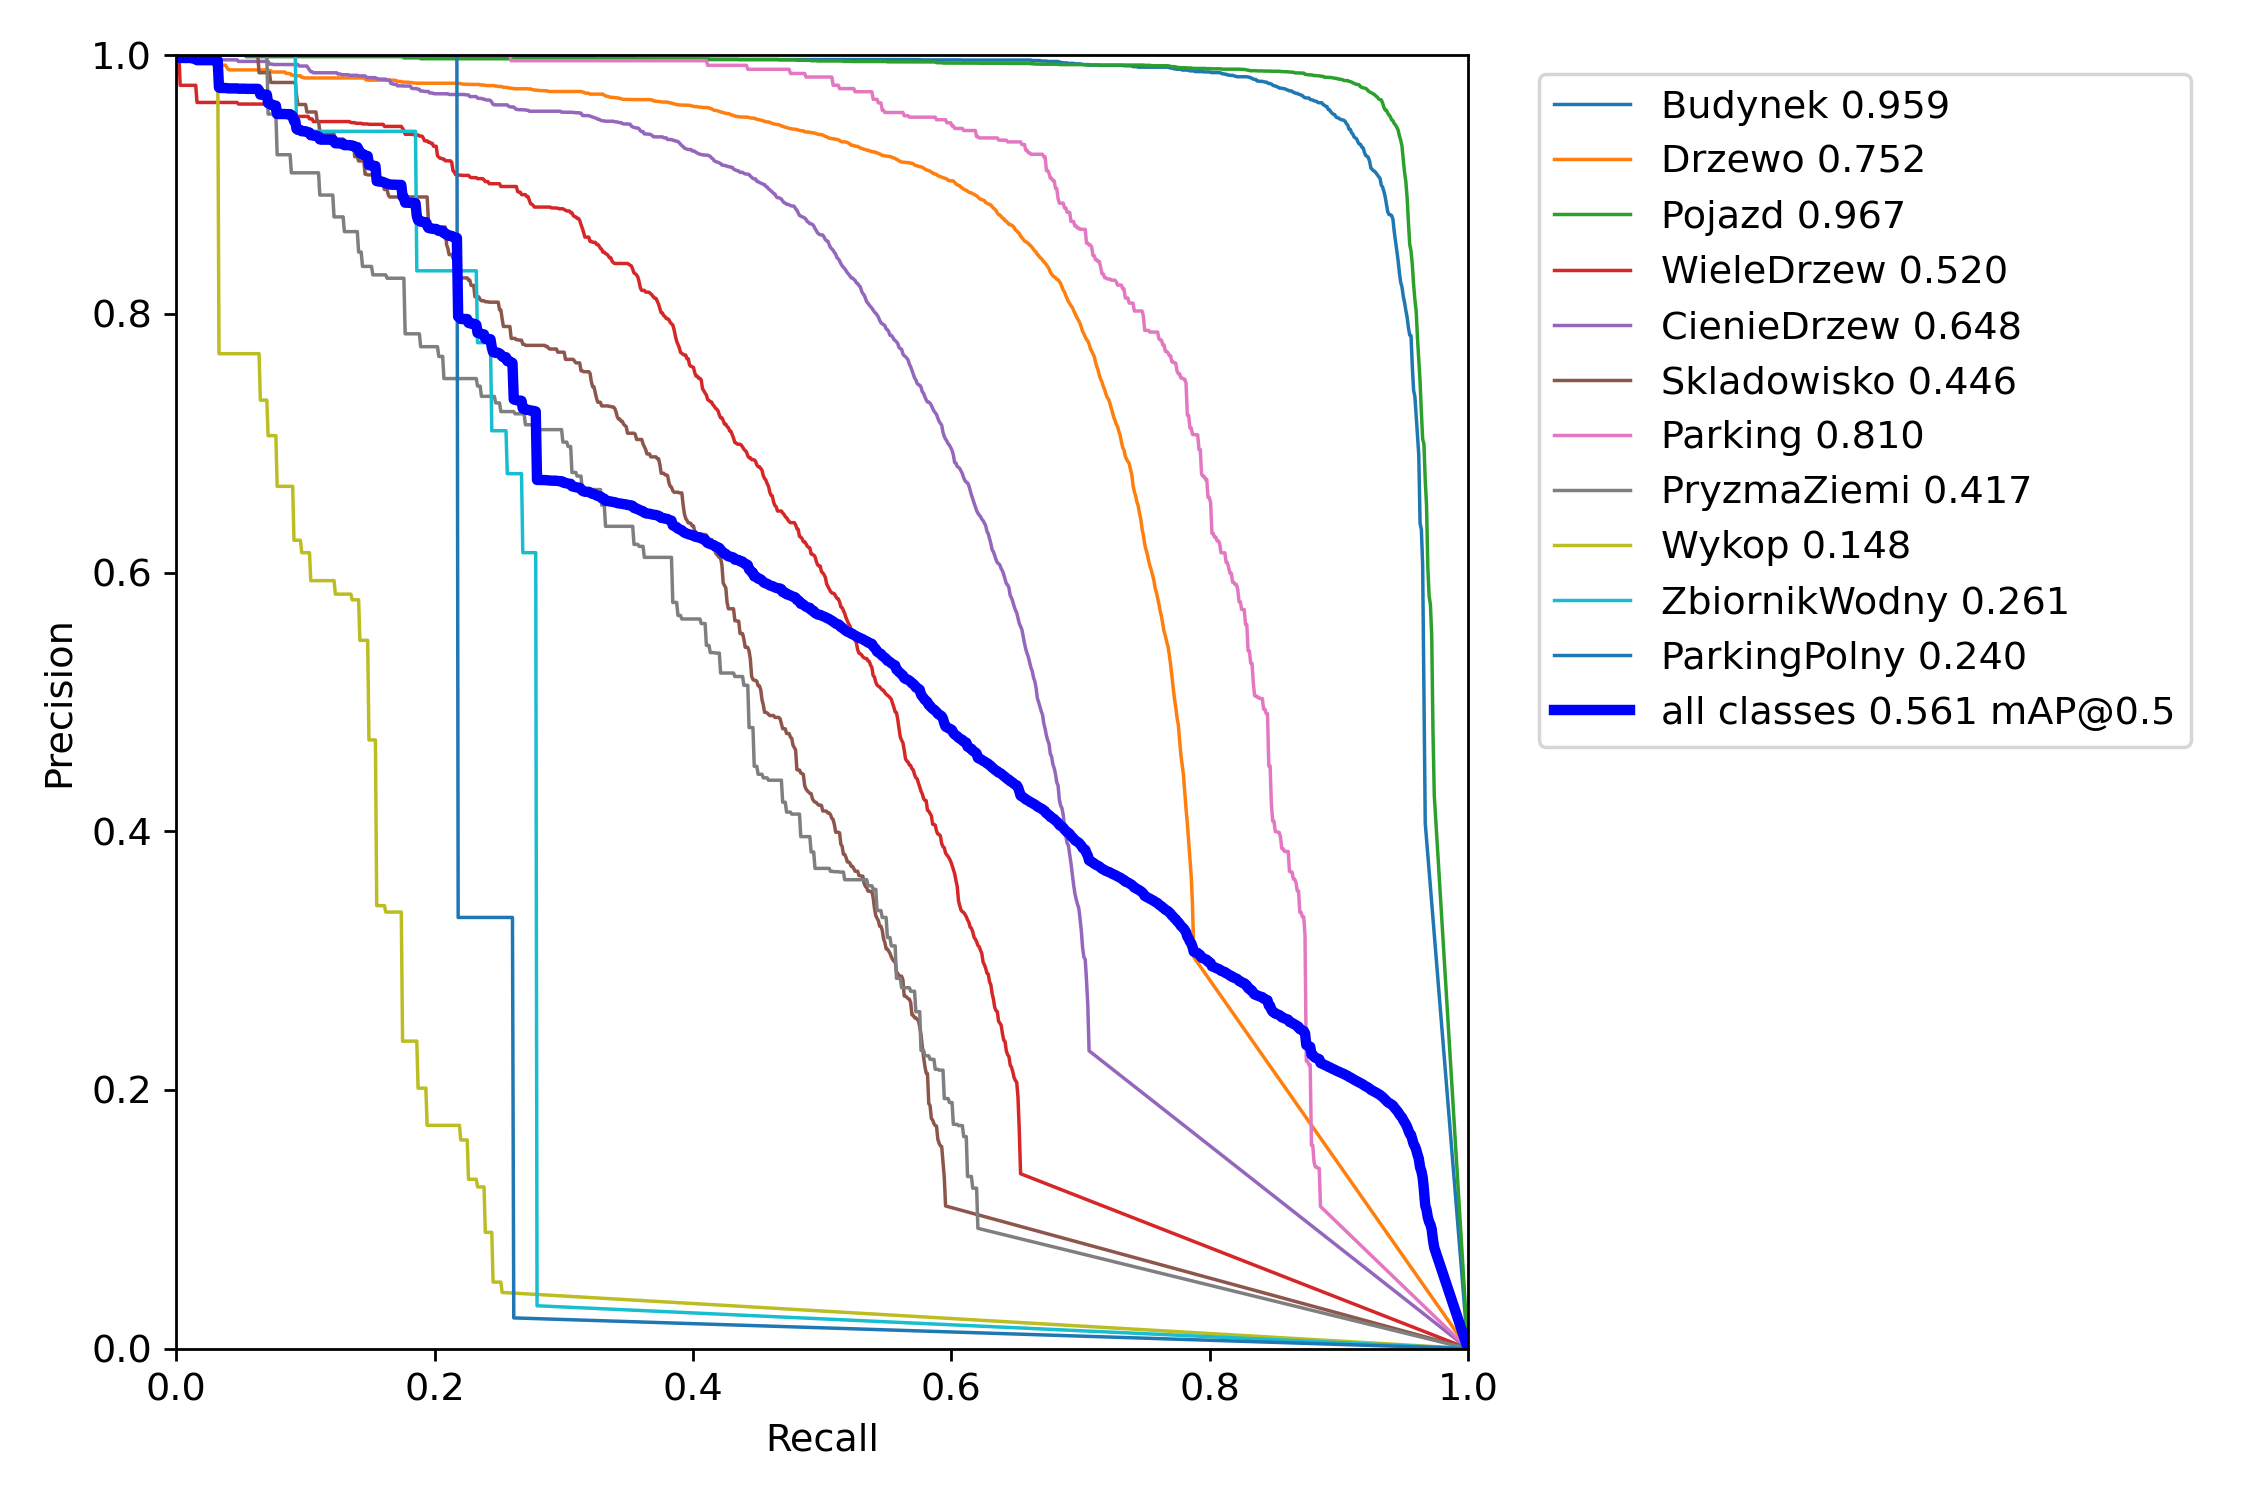 1.0
0.8
0.6
0.4
0.2
0.0
0.0 0.2 0.4 0.6 0.8 1.0
Precision
Recall
Budynek 0.959
Drzewo 0.752
Pojazd 0.967
WieleDrzew 0.520
CienieDrzew 0.648
Skladowisko 0.446
Parking 0.810
PryzmaZiemi 0.417
Wykop 0.148
ZbiornikWodny 0.261
ParkingPolny 0.240
all classes 0.561 mAP@0.5